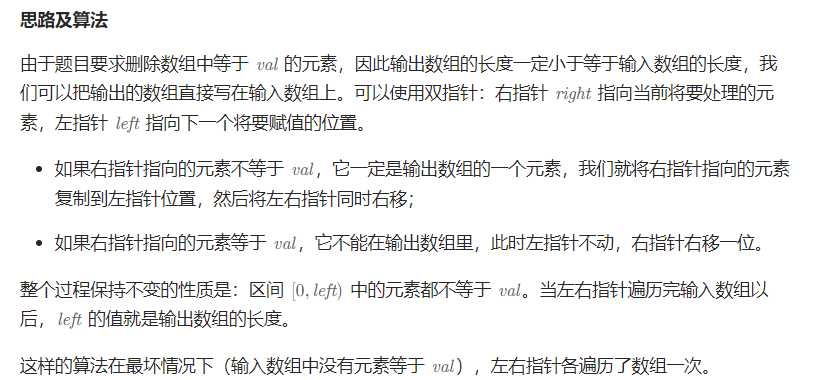 思路及算法
由于题目要求删除数组中等于 val 的元素，因此输出数组的长度一定小于等于输入数组的长度，我
们可以把输出的数组直接写在输入数组上。可以使用双指针：右指针 right 指向当前将要处理的元
素，左指针 left 指向下一个将要赋值的位置。
• 如果右指针指向的元素不等于 val，它一定是输出数组的一个元素，我们就将右指针指向的元素
复制到左指针位置，然后将左右指针同时右移；
• 如果右指针指向的元素等于 val，它不能在输出数组里，此时左指针不动，右指针右移一位。
整个过程保持不变的性质是：区间 [0, left) 中的元素都不等于 val。当左右指针遍历完输入数组以
后，left 的值就是输出数组的长度。
这样的算法在最坏情况下（输入数组中没有元素等于 val），左右指针各遍历了数组一次。